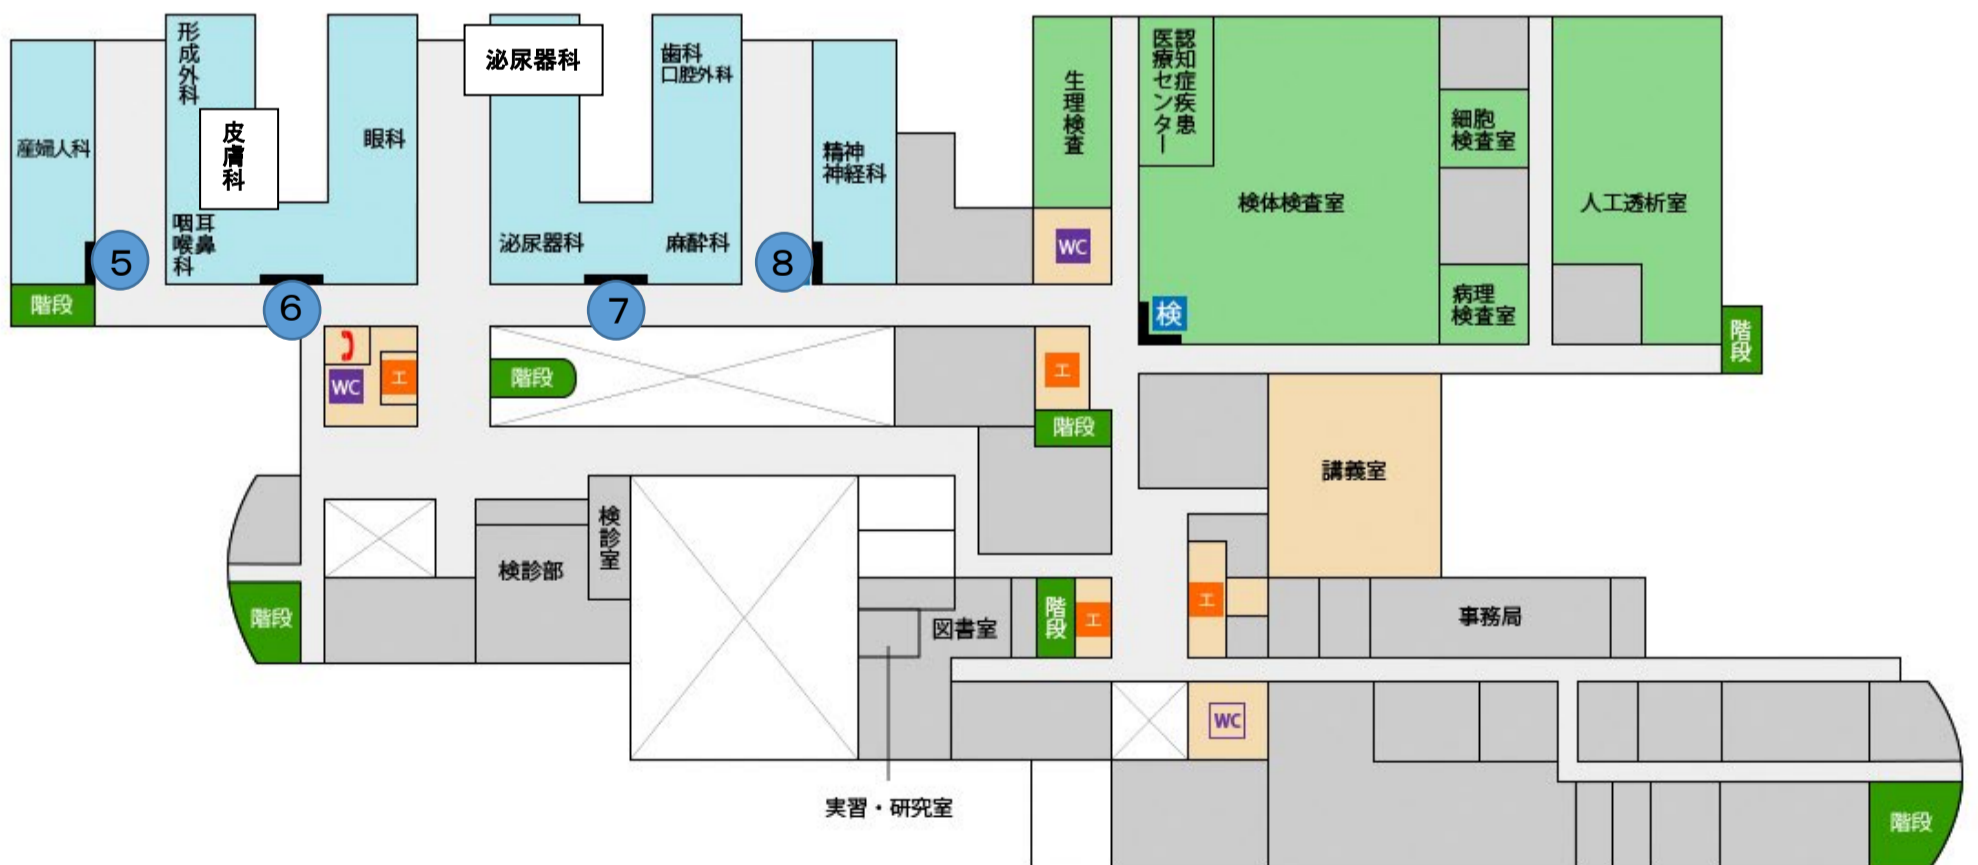 形成外科
泌尿器科
歯科
口腔外科
認知症疾患
医療センター
生理検査
細胞
検査室
皮膚科
眼科
産婦人科
精神
神経科
検体検査室
人工透析室
耳鼻
咽喉科
泌尿器科
麻酔科
WC
5
8
6
7
階段
検
病理
検査室
階段
WC
エ
階段
エ
階段
講義室
検診室
検診部
階段
図書室
階段
エ
エ
事務局
WC
実習・研究室
階段